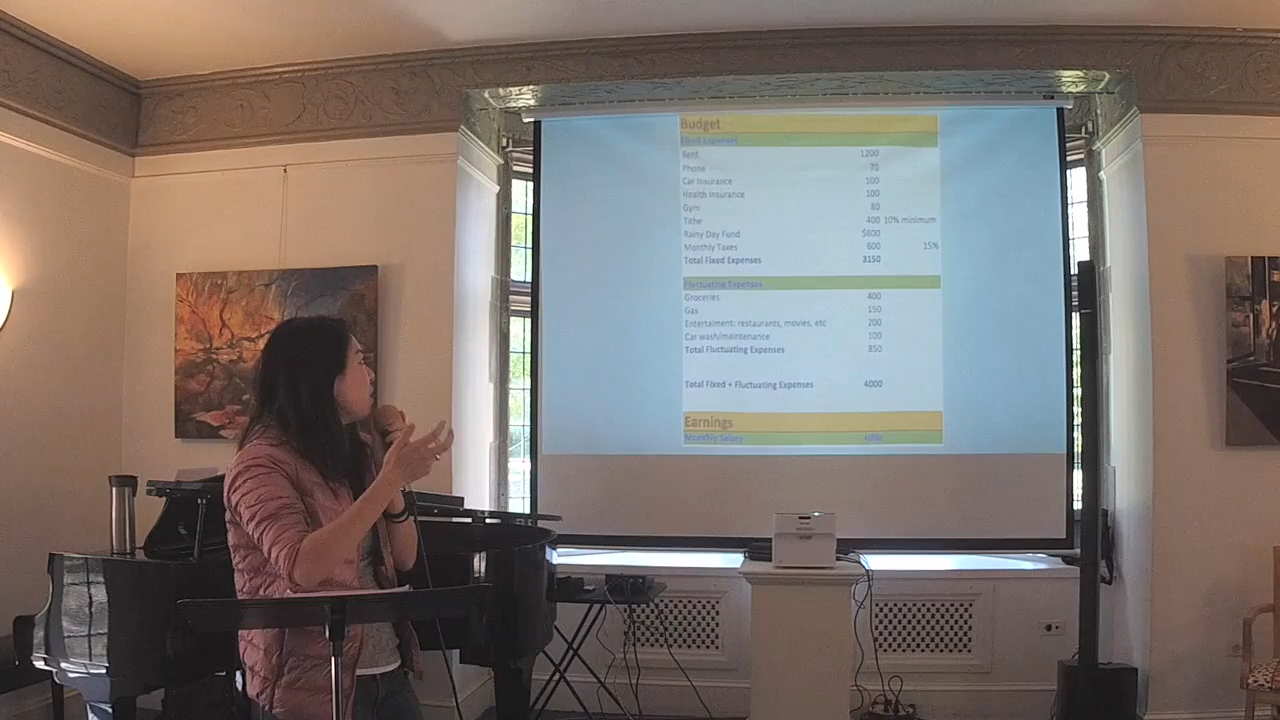 Budget
Fixed Expenses
Rent 1200
Phone 70
Car Insurance 100
Health Insurance 100
Gym 80
Tithe 400 10% minimum
Rainy Day Fund $600
Monthly Taxes 600 15%
Total Fixed Expenses 3150
Fluctuating Expenses
Groceries 400
Gas 150
Entertaiment: restaurants, movies, etc 200
Car wash/maintenance 100
Total Fluctuating Expenses 850
Total Fixed + Fluctuating Expenses 4000
Earnings
Monthly Salary 4000